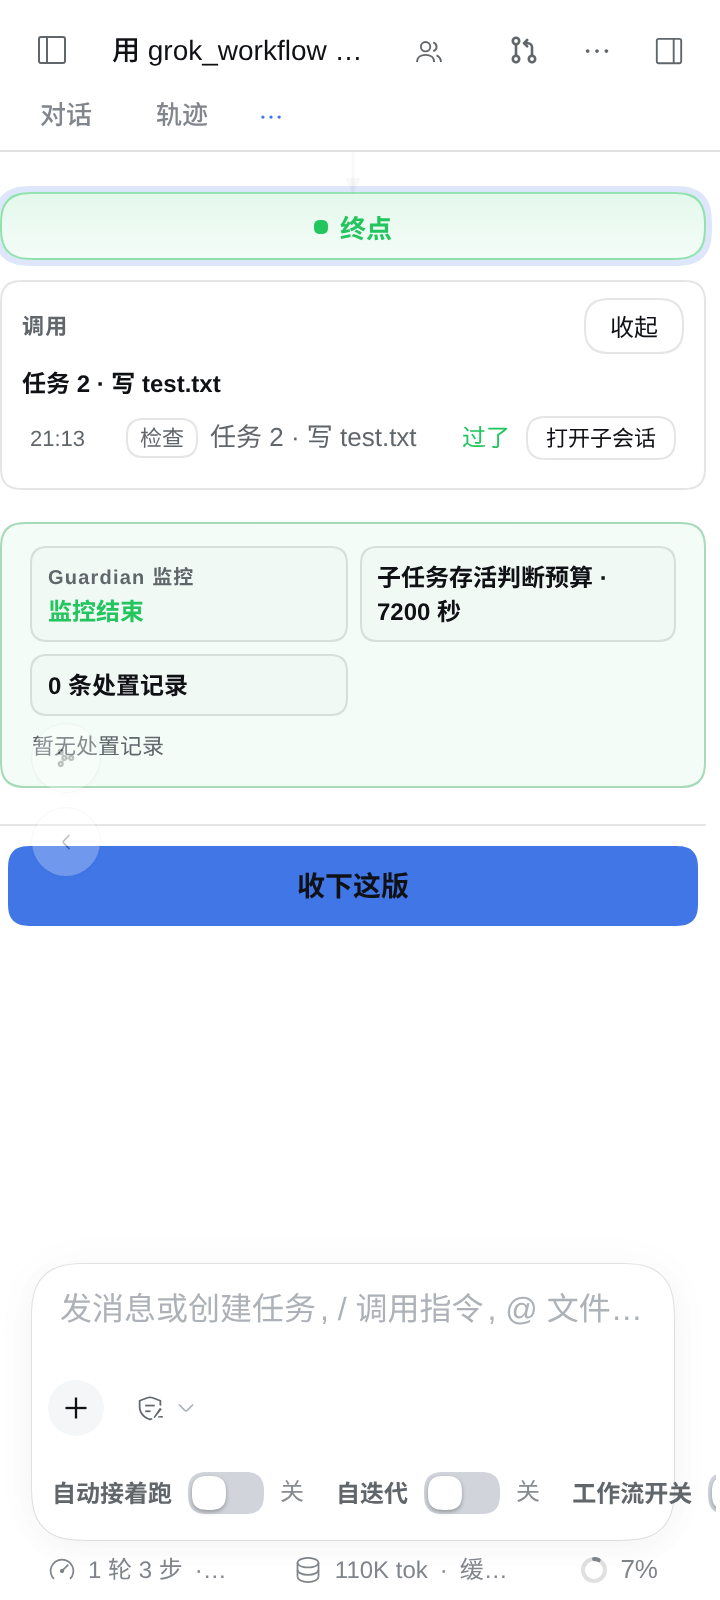 用 grok_workflow …
对话 轨迹 …
终点
调用 收起
任务 2 · 写 test.txt
21:13 检查 任务 2 · 写 test.txt 过了 打开子会话
Guardian 监控
监控结束
子任务存活判断预算 ·
7200 秒
0 条处置记录
暂无处置记录
收下这版
发消息或创建任务, / 调用指令, @ 文件…
自动接着跑 关 自迭代 关 工作流开关
1 轮 3 步 ·… 110K tok · 缓… 7%